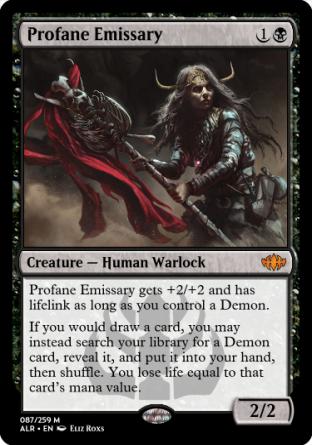 Profane Emissary 1
Creature — Human Warlock
Profane Emissary gets +2/+2 and has
lifelink as long as you control a Demon.
If you would draw a card, you may
instead search your library for a Demon
card, reveal it, and put it into your hand,
then shuffle. You lose life equal to that
card's mana value.
2/2
087/259 M
ALR • EN Eliz Roxs